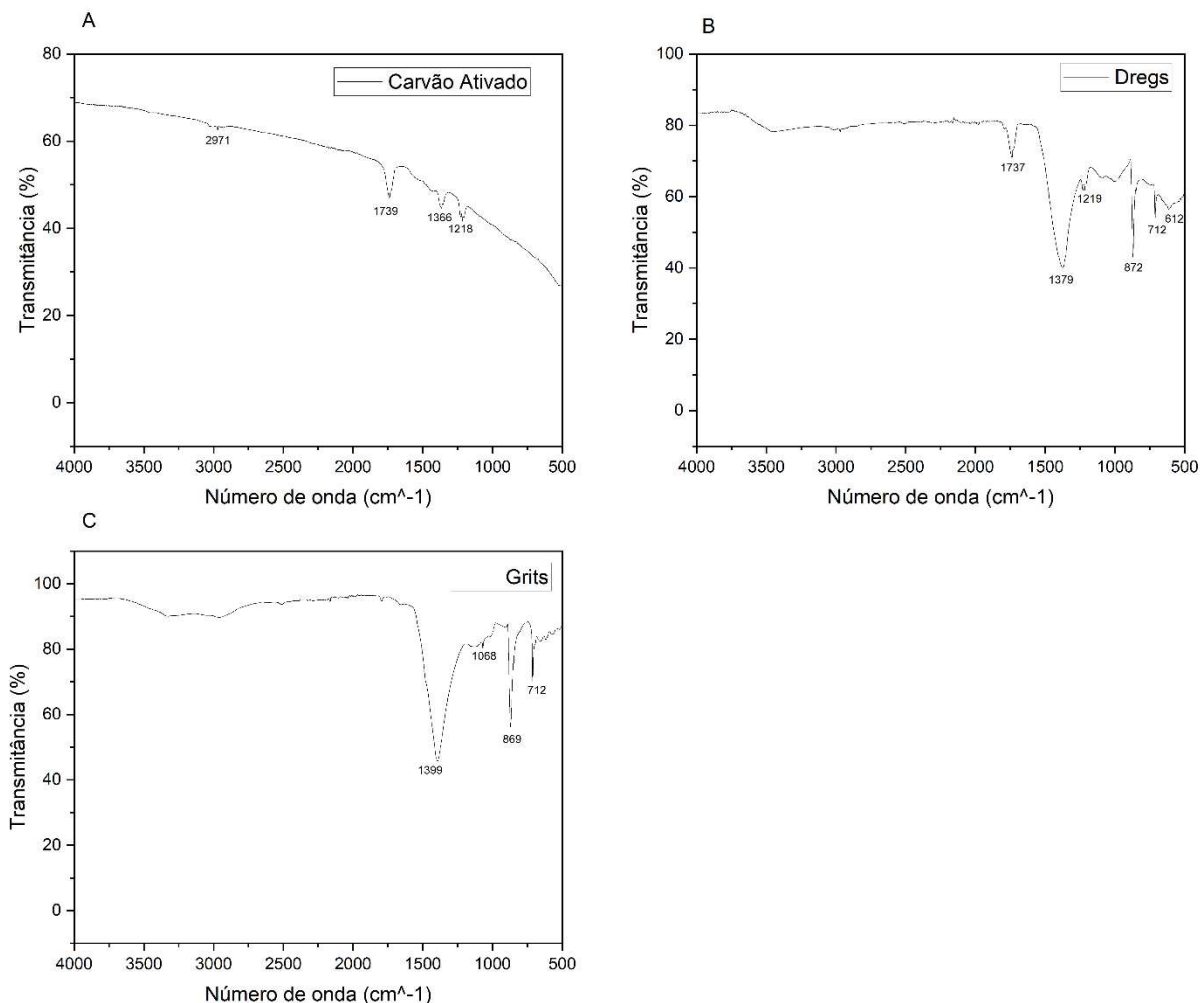 A
Carvão Ativado
80
60
40
20
0
2971
1739
1366
1218
4000 3500 3000 2500 2000 1500 1000 500
Transmitância (%)
Número de onda (cm^-1)
B
Dregs
100
80
60
40
20
0
1737
1379
1219
872
712
612
4000 3500 3000 2500 2000 1500 1000 500
Transmitância (%)
Número de onda (cm^-1)
C
Grits
100
80
60
40
20
0
1399
1068
869
712
4000 3500 3000 2500 2000 1500 1000 500
Transmitância (%)
Número de onda (cm^-1)